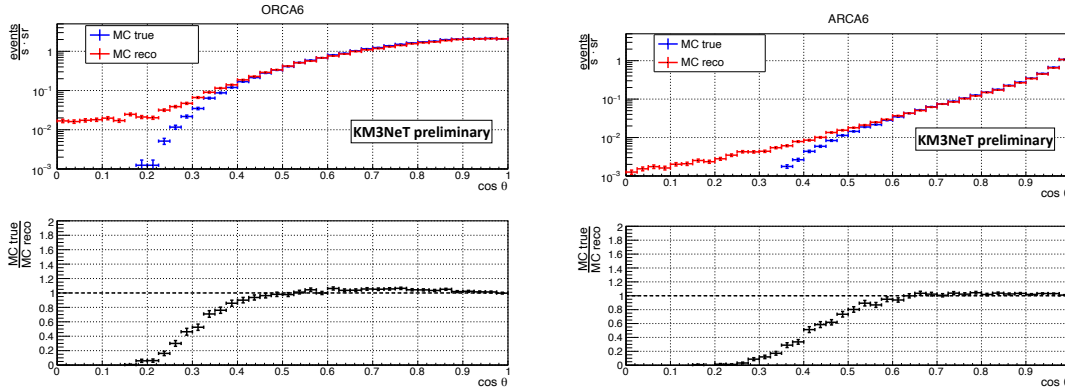 ORCA6
events
s · sr
MC true
MC reco
1
10⁻¹
10⁻²
10⁻³
KM3NeT preliminary
0 0.1 0.2 0.3 0.4 0.5 0.6 0.7 0.8 0.9 1
cos θ
MC true
MC reco
2
1.8
1.6
1.4
1.2
1
0.8
0.6
0.4
0.2
0
0 0.1 0.2 0.3 0.4 0.5 0.6 0.7 0.8 0.9 1
cos θ
ARCA6
events
s · sr
MC true
MC reco
1
10⁻¹
10⁻²
10⁻³
KM3NeT preliminary
0 0.1 0.2 0.3 0.4 0.5 0.6 0.7 0.8 0.9
cos θ
MC true
MC reco
2
1.8
1.6
1.4
1.2
1
0.8
0.6
0.4
0.2
0
0 0.1 0.2 0.3 0.4 0.5 0.6 0.7 0.8 0.9
cos θ